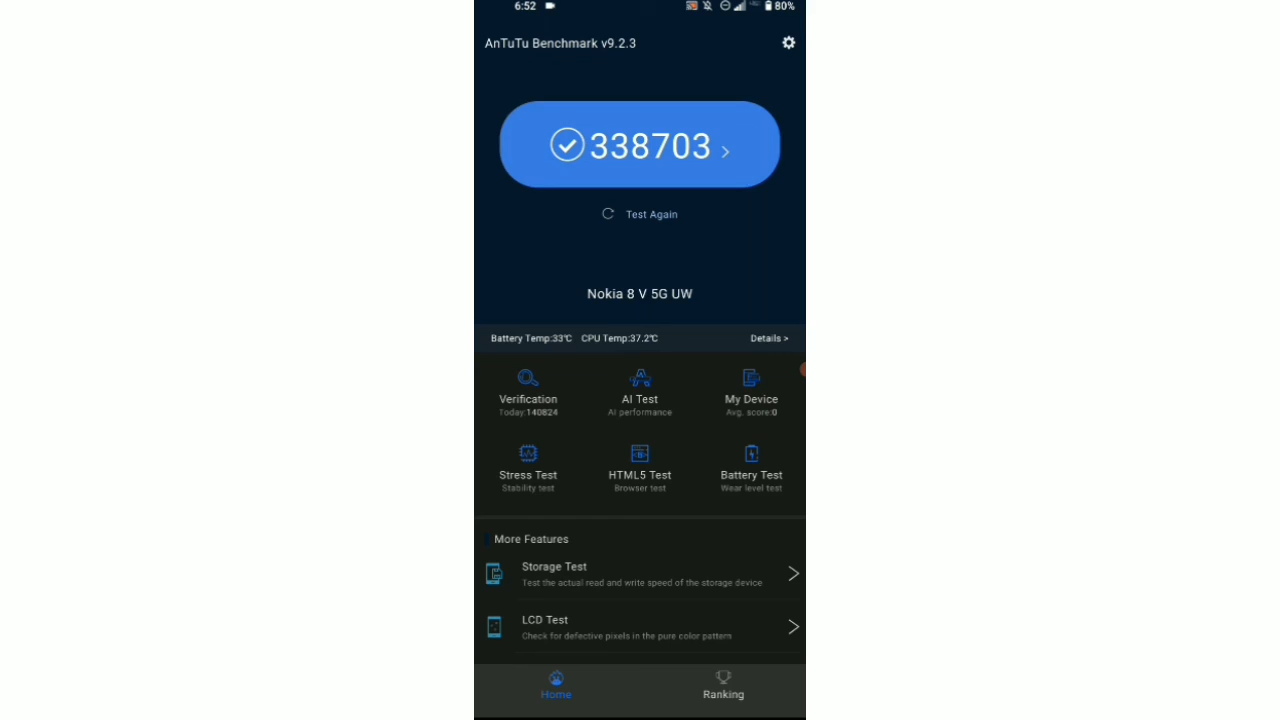 6:52 80%
AnTuTu Benchmark v9.2.3
338703
Test Again
Nokia 8 V 5G UW
Battery Temp:33℃ CPU Temp:37.2℃ Details >
Verification AI Test My Device
Today:140824 AI performance Avg. score:0
Stress Test HTML5 Test Battery Test
Stability test Browser test Wear level test
More Features
Storage Test
Test the actual read and write speed of the storage device
LCD Test
Check for defective pixels in the pure color pattern
Home Ranking